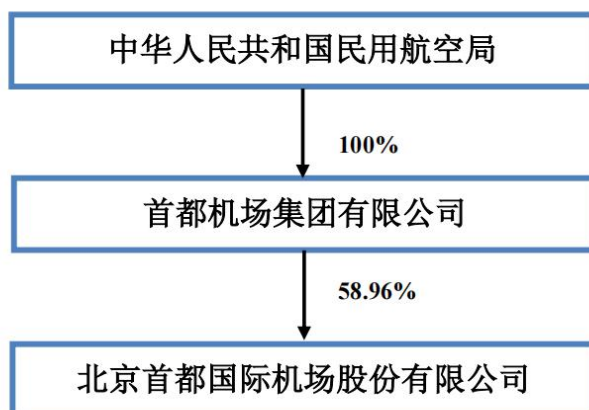 中华人民共和国民用航空局
100%
首都机场集团有限公司
58.96%
北京首都国际机场股份有限公司